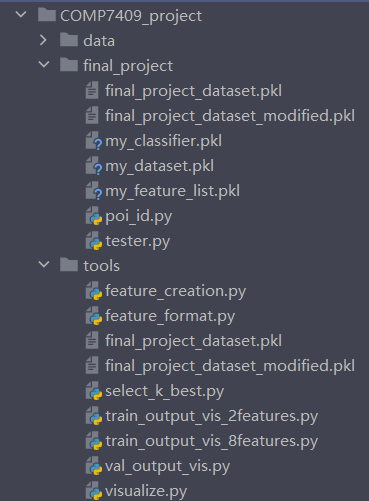 COMP7409_project
data
final_project
final_project_dataset.pkl
final_project_dataset_modified.pkl
my_classifier.pkl
my_dataset.pkl
my_feature_list.pkl
poi_id.py
tester.py
tools
feature_creation.py
feature_format.py
final_project_dataset.pkl
final_project_dataset_modified.pkl
select_k_best.py
train_output_vis_2features.py
train_output_vis_8features.py
val_output_vis.py
visualize.py